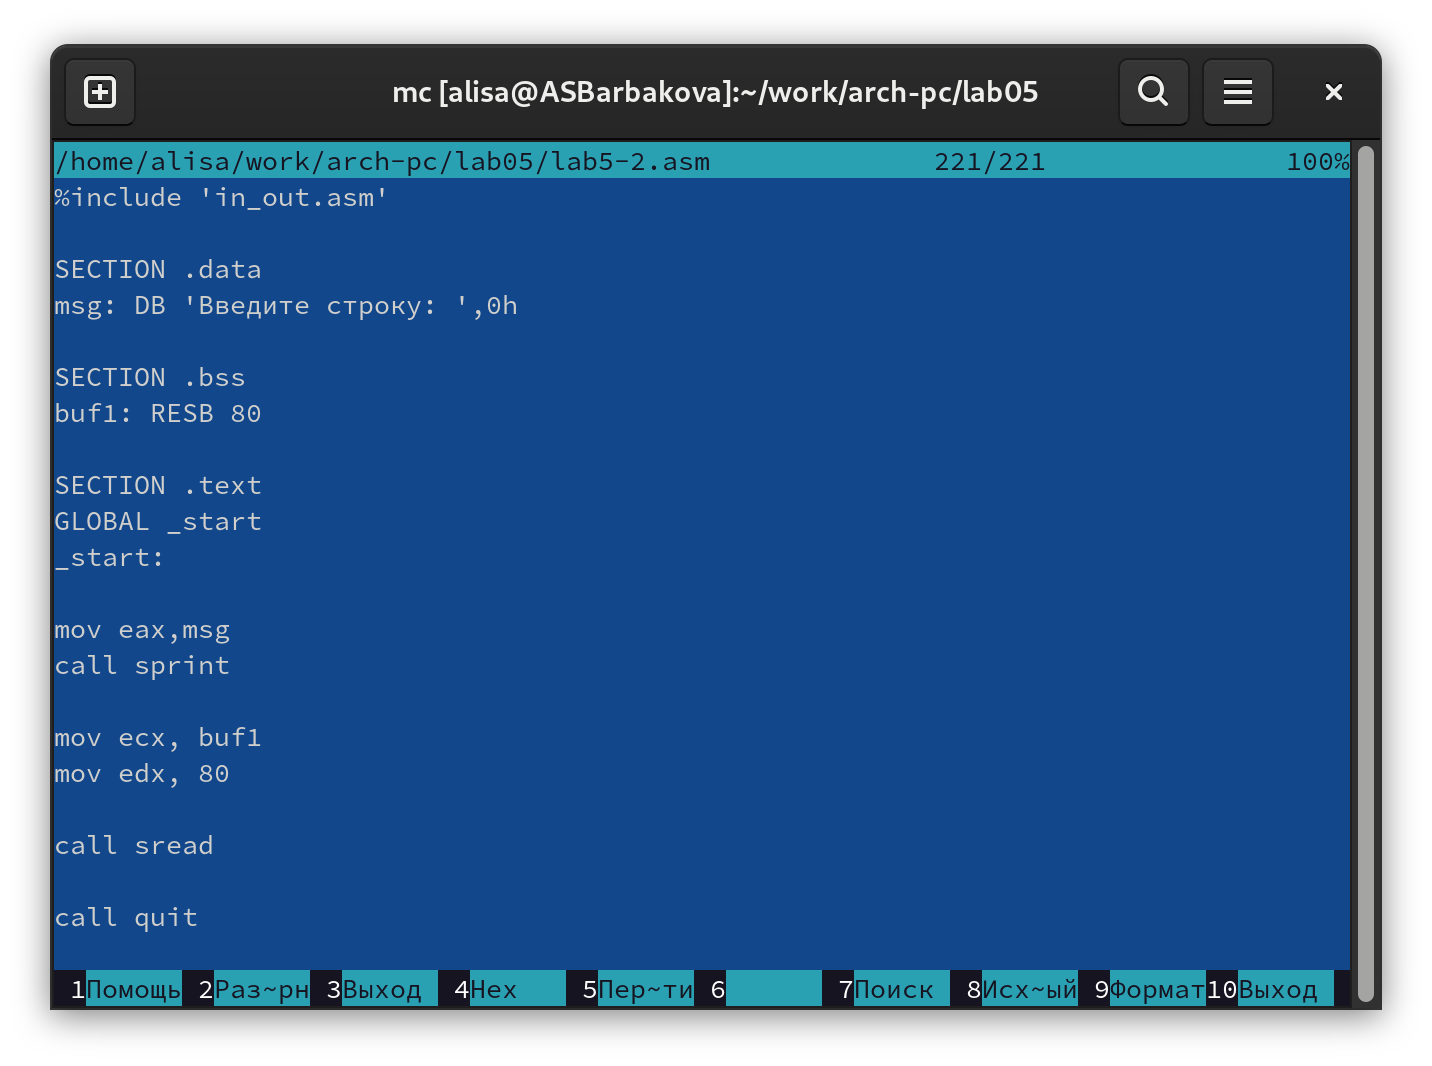 mc [alisa@ASBarbakova]:~/work/arch-pc/lab05
/home/alisa/work/arch-pc/lab05/lab5-2.asm 221/221 100%
%include 'in_out.asm'
SECTION .data
msg: DB 'Введите строку: ',0h
SECTION .bss
buf1: RESB 80
SECTION .text
GLOBAL _start
_start:
mov eax,msg
call sprint
mov ecx, buf1
mov edx, 80
call sread
call quit
1Помощь 2Раз~рн 3Выход 4Hex 5Пер~ти 6 7Поиск 8Исх~ый 9Формат10Выход